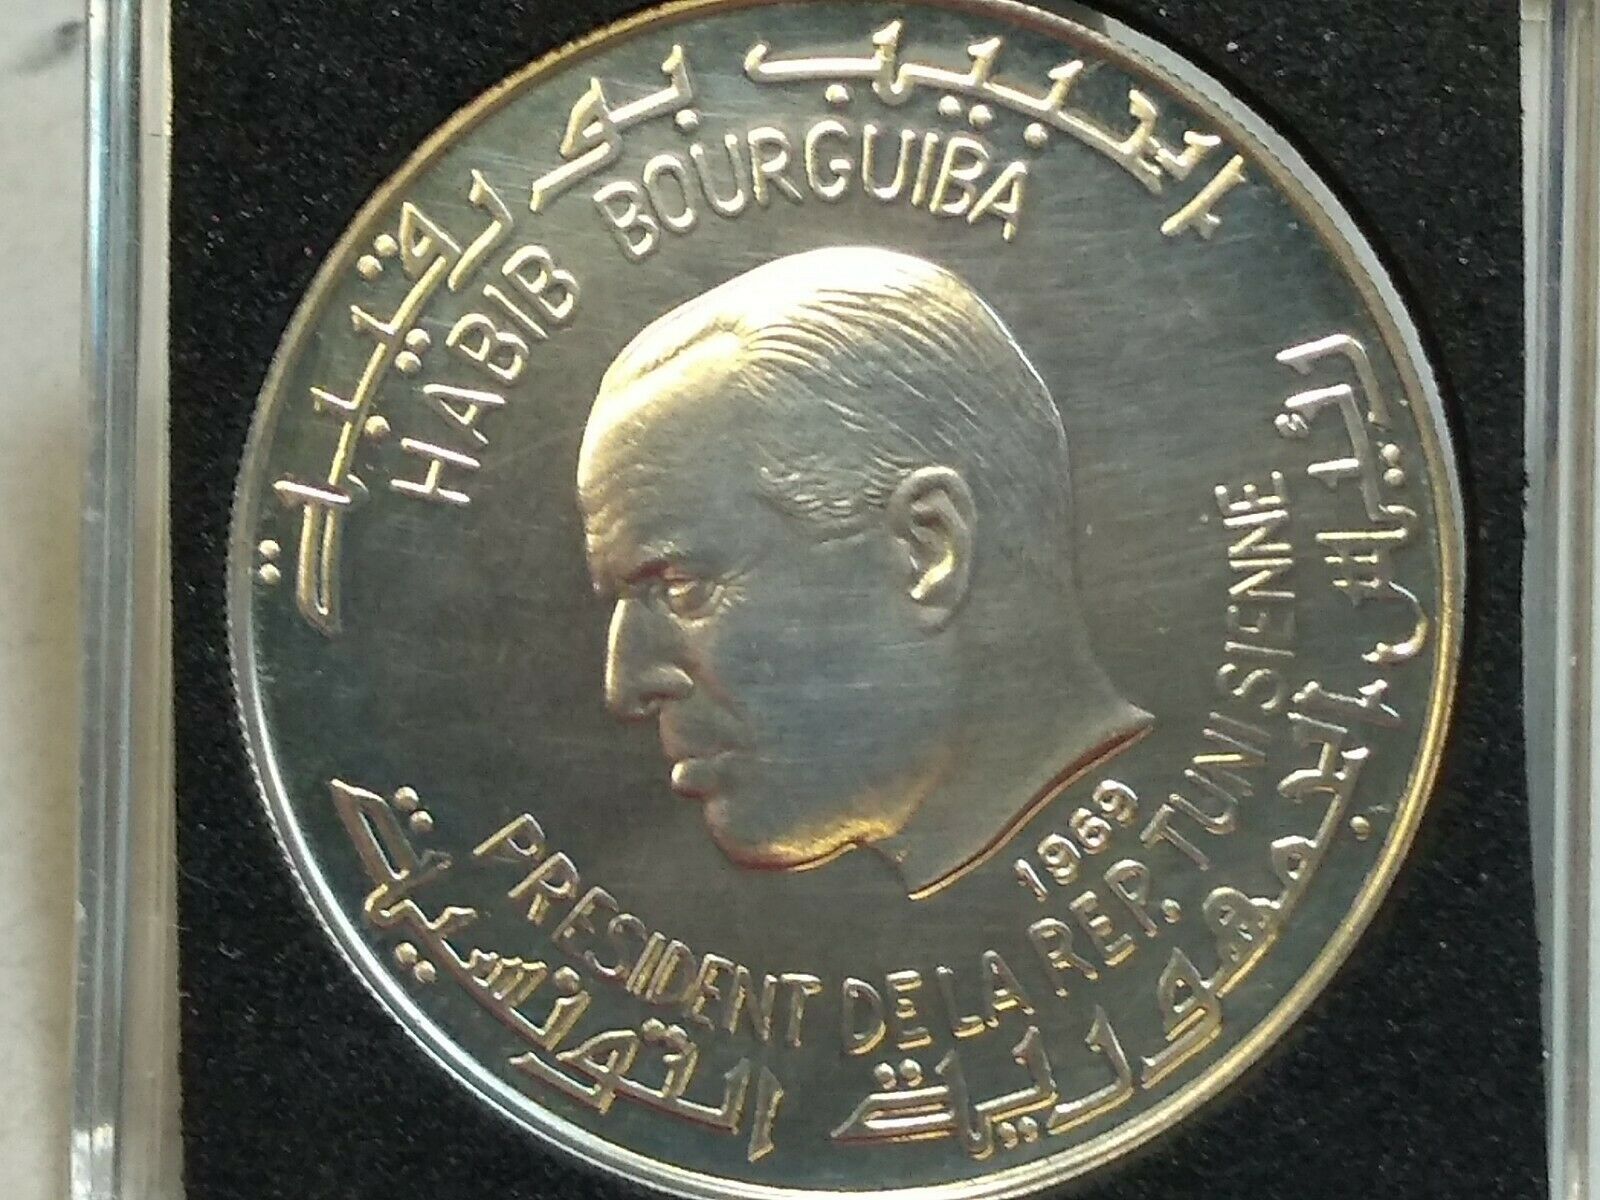 الحبيب بورقيبة
HABIB BOURGUIBA
رئيس الجمهورية التونسية
PRESIDENT DE LA REP. TUNISIENNE
1969